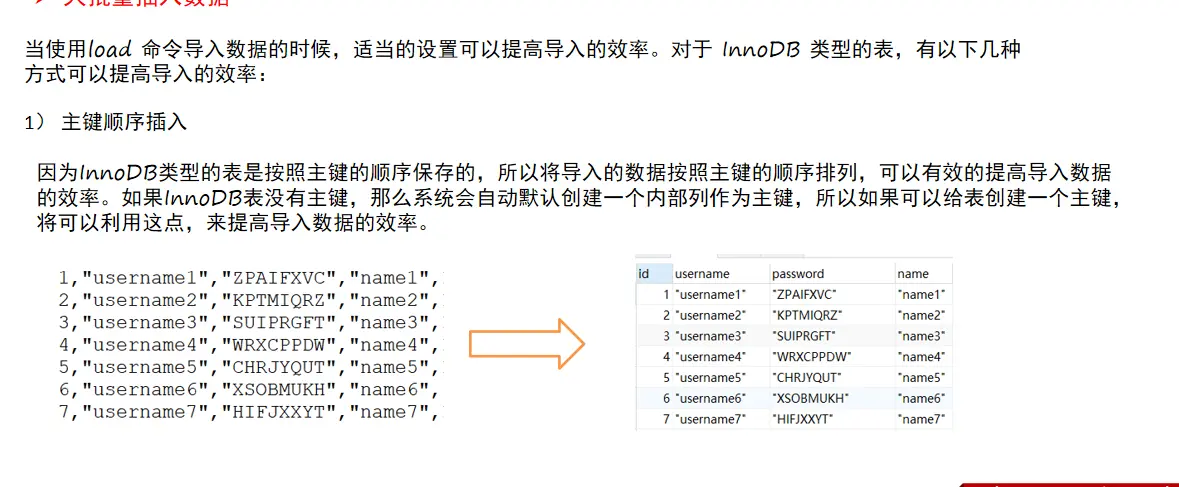 大批量插入数据
当使用load 命令导入数据的时候，适当的设置可以提高导入的效率。对于 InnoDB 类型的表，有以下几种
方式可以提高导入的效率：
1） 主键顺序插入
因为InnoDB类型的表是按照主键的顺序保存的，所以将导入的数据按照主键的顺序排列，可以有效的提高导入数据
的效率。如果InnoDB表没有主键，那么系统会自动默认创建一个内部列作为主键，所以如果可以给表创建一个主键，
将可以利用这点，来提高导入数据的效率。
1,"username1","ZPAIFXVC","name1",
2,"username2","KPTMIQRZ","name2",
3,"username3","SUIPRGFT","name3",
4,"username4","WRXCPPDW","name4",
5,"username5","CHRJYQUT","name5",
6,"username6","XSOBMUKH","name6",
7,"username7","HIFJXXYT","name7",
id username password name
1 "username1" "ZPAIFXVC" "name1"
2 "username2" "KPTMIQRZ" "name2"
3 "username3" "SUIPRGFT" "name3"
4 "username4" "WRXCPPDW" "name4"
5 "username5" "CHRJYQUT" "name5"
6 "username6" "XSOBMUKH" "name6"
7 "username7" "HIFJXXYT" "name7"